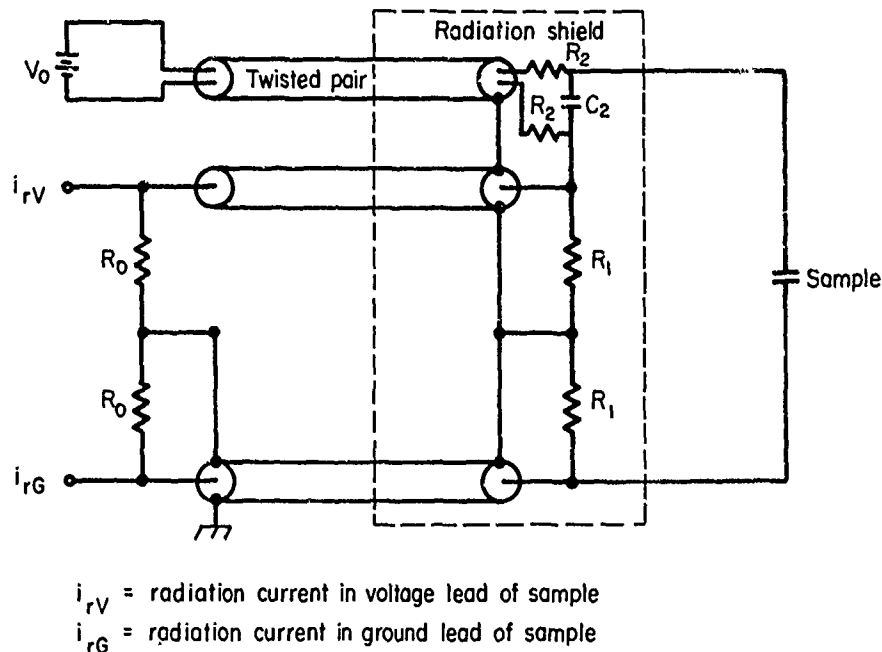 Radiation shield
R2
V0
Twisted pair
R2
C2
irV
R0
R1
Sample
R0
R1
irG
irV = radiation current in voltage lead of sample
irG = radiation current in ground lead of sample